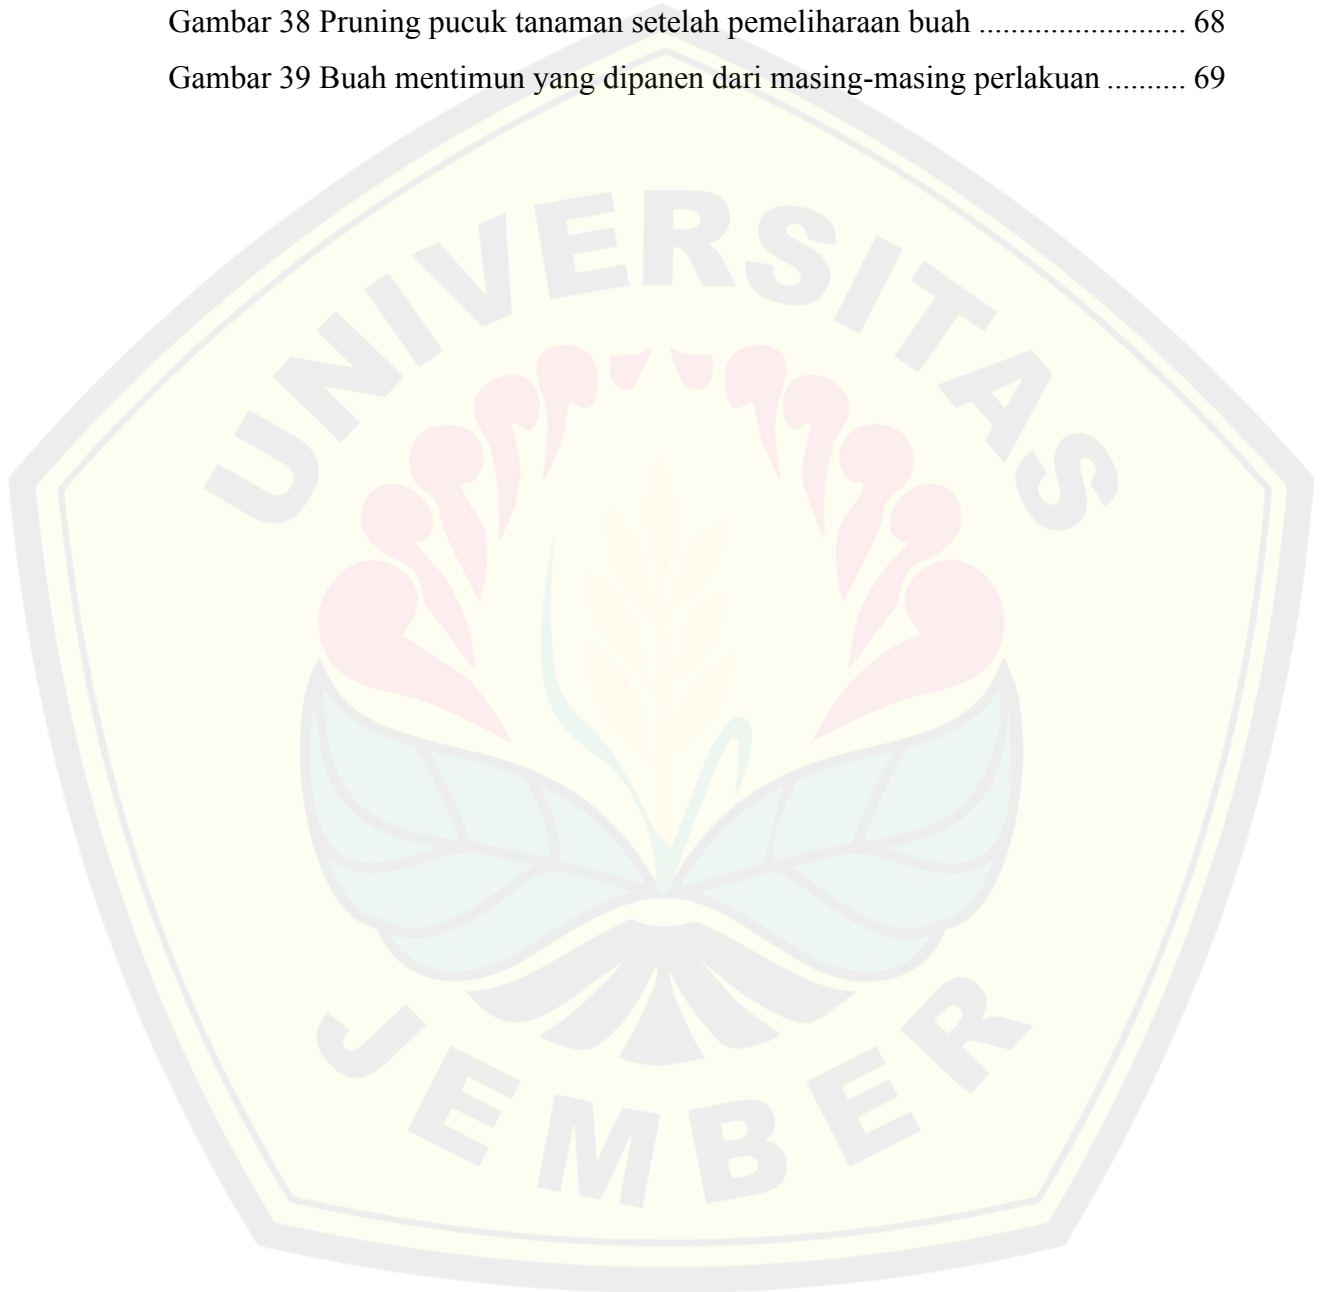 Gambar 38 Pruning pucuk tanaman setelah pemeliharaan buah .......................... 68
Gambar 39 Buah mentimun yang dipanen dari masing-masing perlakuan .......... 69
UNIVERSITAS
JEMBER